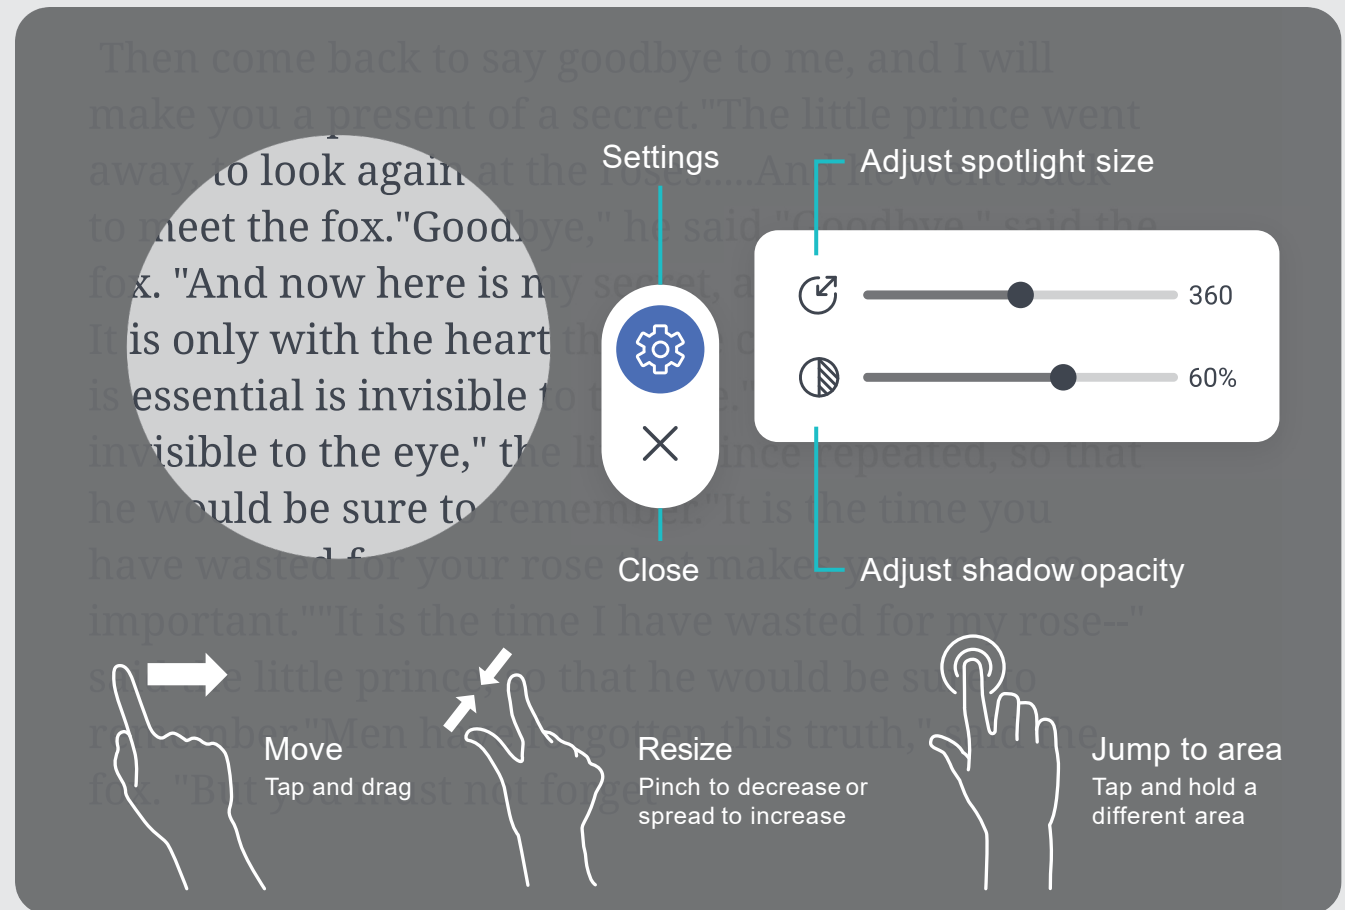 Then come back to say goodbye to me, and I will
make you a present of a secret."The little prince went
away, to look again at the roses.....And he went back
Settings
Adjust spotlight size
to meet the fox."Goodbye," he said."Goodbye," said the
fox. "And now here is my secret, a
360
It is only with the heart
60%
is essential is invisible to
invisible to the eye," the repeated, so that
he would be sure to remember."It is the time you
have wasted for your rose that makes your rose so
Close
Adjust shadow opacity
important.""It is the time I have wasted for my rose--"
said the little prince, so that he would be sure to
remember."Men have forgotten this truth," said the
fox. "But you must not forget
Move
Tap and drag
Resize
Pinch to decrease or
spread to increase
Jump to area
Tap and hold a
different area